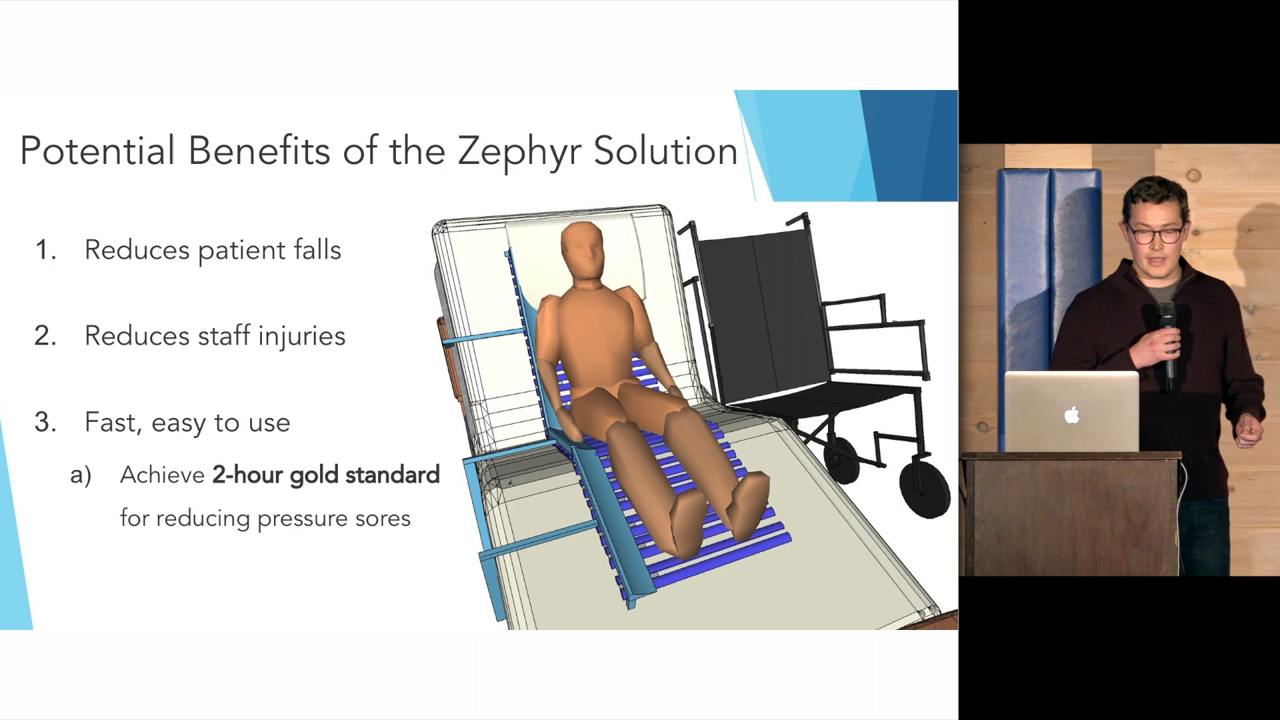 Potential Benefits of the Zephyr Solution
1. Reduces patient falls
2. Reduces staff injuries
3. Fast, easy to use
a) Achieve 2-hour gold standard
for reducing pressure sores